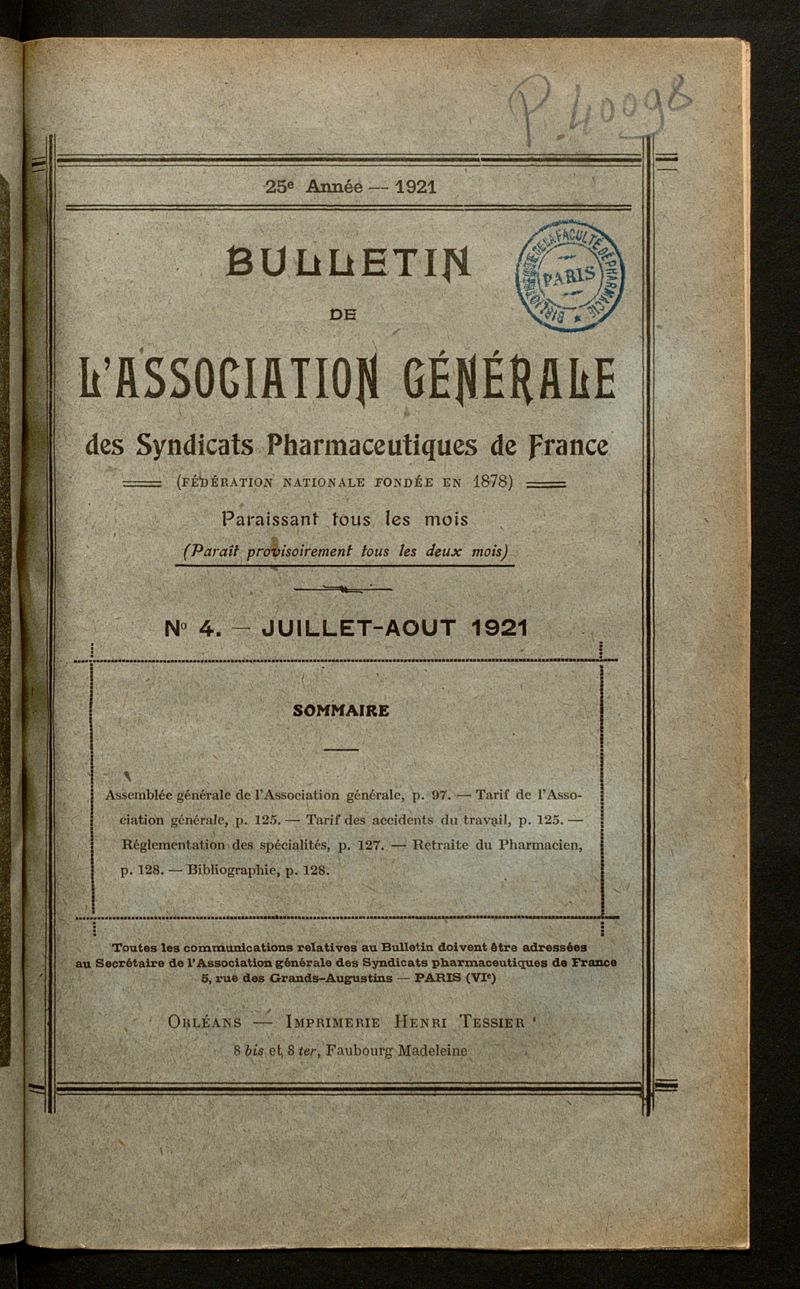 P. 40098
25e Année — 1921
BULLETIN
DE
L'ASSOCIATION GÉNÉRALE
des Syndicats Pharmaceutiques de France
(FÉDÉRATION NATIONALE FONDÉE EN 1878)
Paraissant tous les mois
(Paraît provisoirement tous les deux mois)
No 4. — JUILLET-AOUT 1921
SOMMAIRE
Assemblée générale de l'Association générale, p. 97. — Tarif de l'Asso-
ciation générale, p. 125. — Tarif des accidents du travail, p. 125. —
Réglementation des spécialités, p. 127. — Retraite du Pharmacien,
p. 128. — Bibliographie, p. 128.
Toutes les communications relatives au Bulletin doivent être adressées
au Secrétaire de l'Association générale des Syndicats pharmaceutiques de France
5, rue des Grands-Augustins — PARIS (VIe)
ORLÉANS — IMPRIMERIE HENRI TESSIER
8 bis et 8 ter, Faubourg Madeleine
FACULTÉ DE PHARMACIE
PARIS